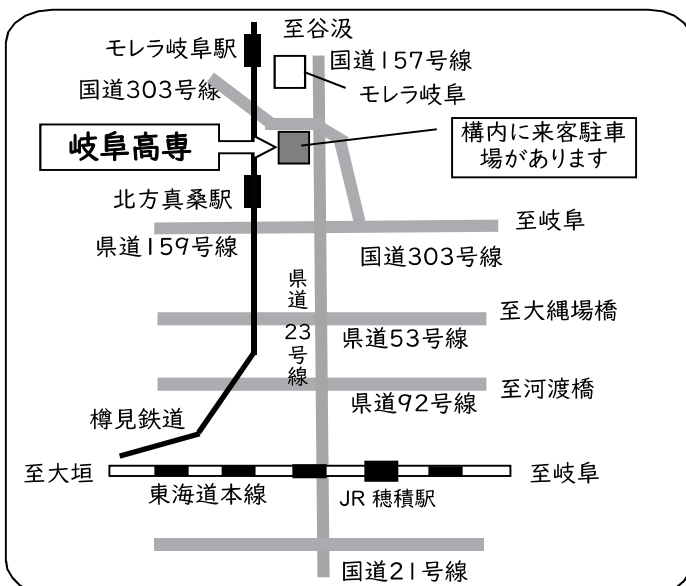 至谷汲
モレラ岐阜駅
国道157号線
国道303号線
モレラ岐阜
岐阜高専
構内に来客駐車
場があります
北方真桑駅
至岐阜
県道159号線
国道303号線
県道23号線
至大縄場橋
県道53号線
至河渡橋
県道92号線
樽見鉄道
至大垣
至岐阜
東海道本線
JR 穂積駅
国道21号線